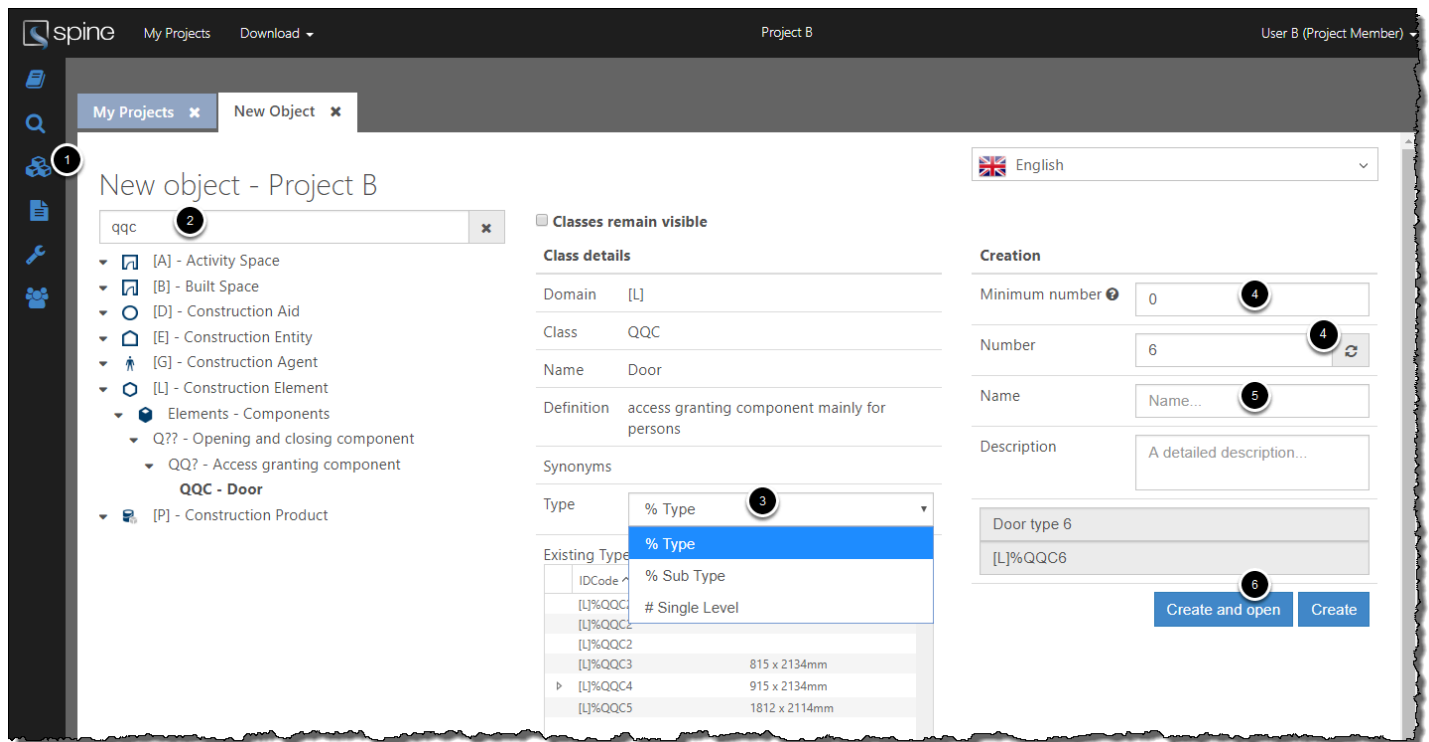 spine My Projects Download Project B User B (Project Member)
My Projects New Object
1
English
New object - Project B
qqc 2
Classes remain visible
[A] - Activity Space
[B] - Built Space
[D] - Construction Aid
[E] - Construction Entity
[G] - Construction Agent
[L] - Construction Element
Elements - Components
Q?? - Opening and closing component
QQ? - Access granting component
QQC - Door
[P] - Construction Product
Class details
Domain [L]
Class QQC
Name Door
Definition access granting component mainly for
persons
Synonyms
Type % Type 3
% Type
% Sub Type
# Single Level
Existing Type
IDCode
[L]%QQC2
[L]%QQC2
[L]%QQC2
[L]%QQC3 815 x 2134mm
[L]%QQC4 915 x 2134mm
[L]%QQC5 1812 x 2114mm
Creation
Minimum number ? 0 4
Number 6 4
Name Name... 5
Description A detailed description...
Door type 6
[L]%QQC6
6
Create and open Create